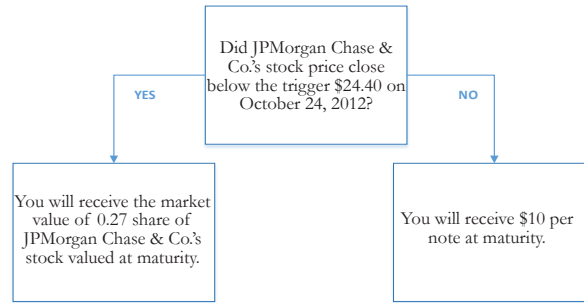 Did JPMorgan Chase &
Co.'s stock price close
below the trigger $24.40 on
October 24, 2012?
YES
NO
You will receive the market
value of 0.27 share of
JPMorgan Chase & Co.'s
stock valued at maturity.
You will receive $10 per
note at maturity.